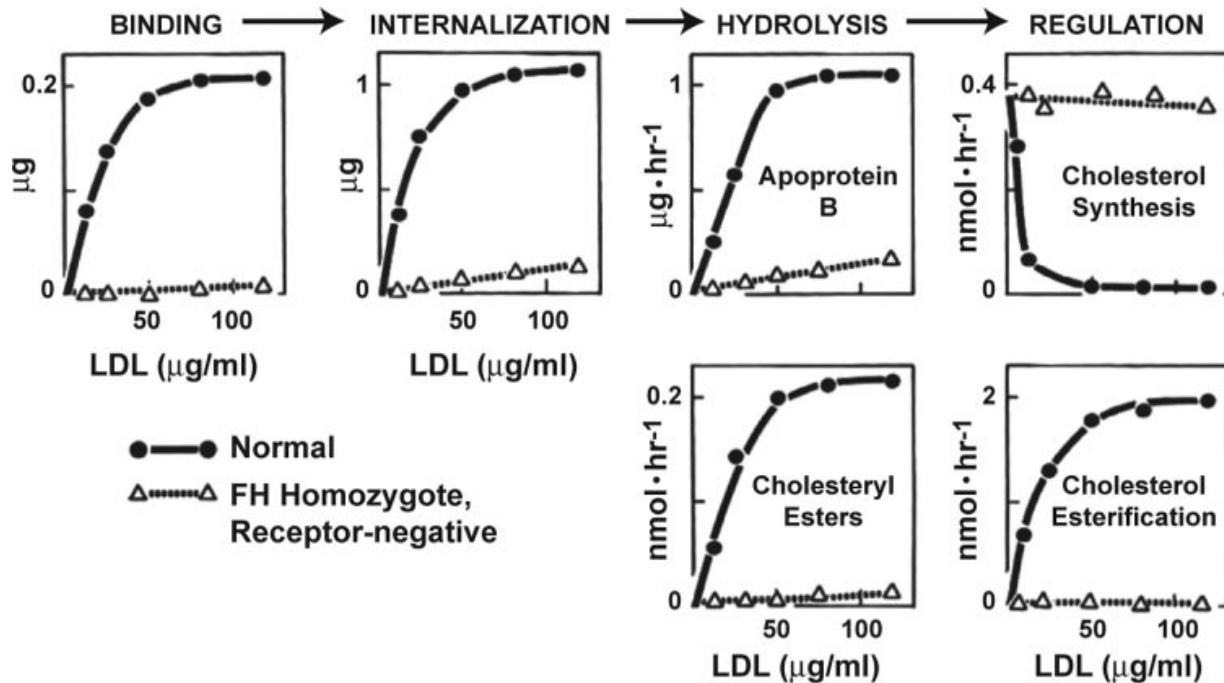 BINDING → INTERNALIZATION → HYDROLYSIS → REGULATION
0.2
μg
0
50 100
LDL (μg/ml)
1
μg
0
50 100
LDL (μg/ml)
1
μg·hr-1
0
Apoprotein
B
0.4
nmol·hr-1
0
Cholesterol
Synthesis
Normal
FH Homozygote,
Receptor-negative
0.2
nmol·hr-1
0
Cholesteryl
Esters
50 100
LDL (μg/ml)
2
nmol·hr-1
0
Cholesterol
Esterification
50 100
LDL (μg/ml)